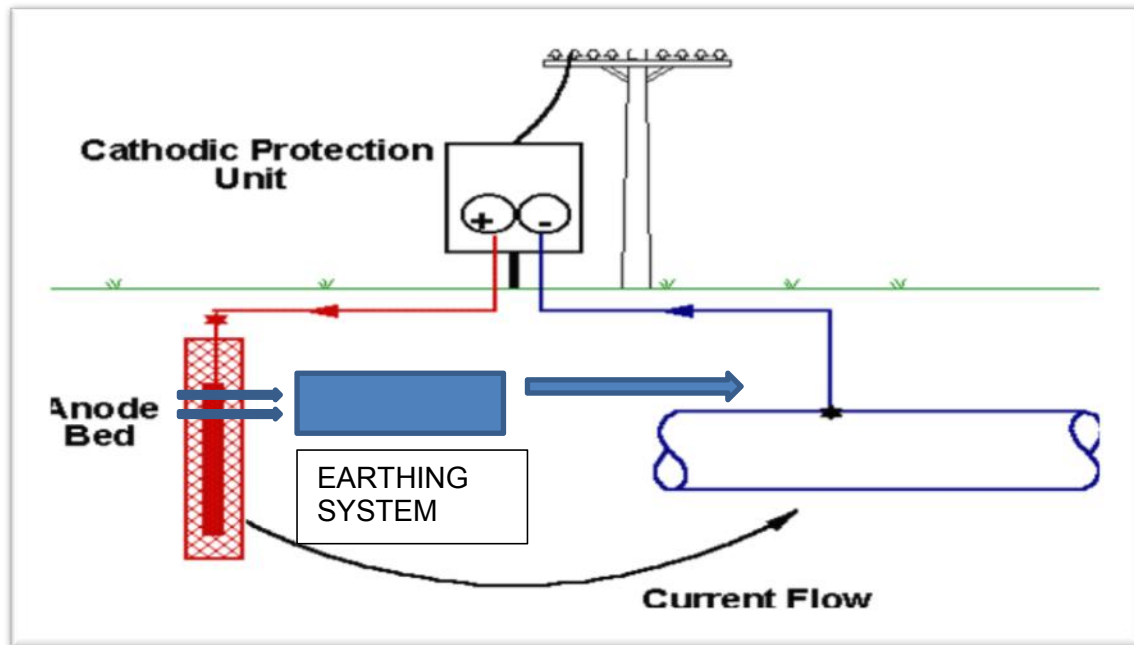 Cathodic Protection
Unit
+ -
Anode
Bed
EARTHING
SYSTEM
Current Flow